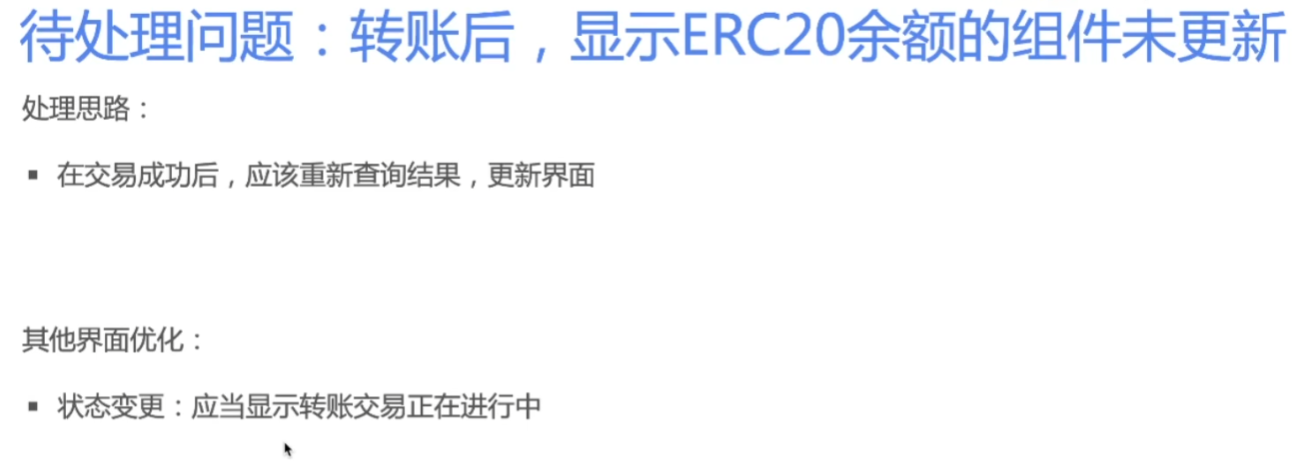 待处理问题：转账后，显示ERC20余额的组件未更新
处理思路：
▪ 在交易成功后，应该重新查询结果，更新界面
其他界面优化：
▪ 状态变更：应当显示转账交易正在进行中